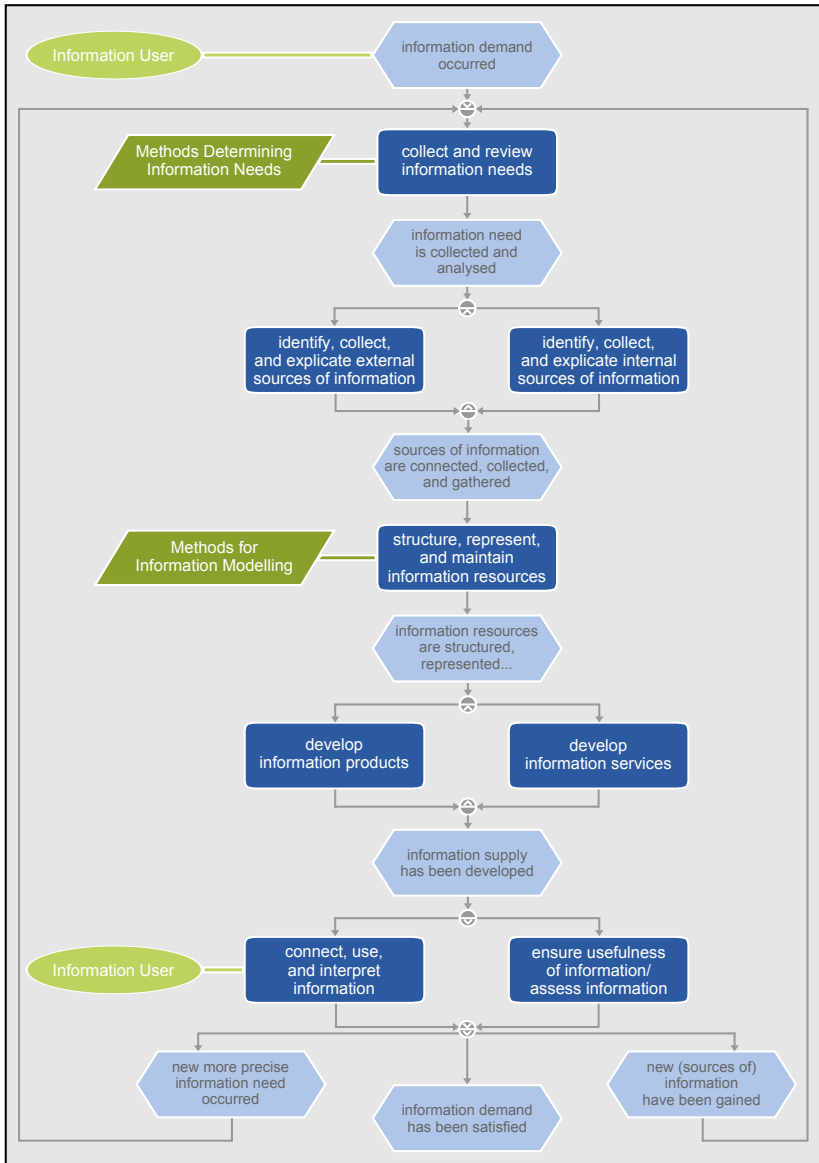 Information User
information demand
occurred
Methods Determining
Information Needs
collect and review
information needs
information need
is collected and
analysed
identify, collect,
and explicate external
sources of information
identify, collect,
and explicate internal
sources of information
sources of information
are connected, collected,
and gathered
Methods for
Information Modelling
structure, represent,
and maintain
information resources
information resources
are structured,
represented...
develop
information products
develop
information services
information supply
has been developed
Information User
connect, use,
and interpret
information
ensure usefulness
of information/
assess information
new more precise
information need
occurred
information demand
has been satisfied
new (sources of)
information
have been gained